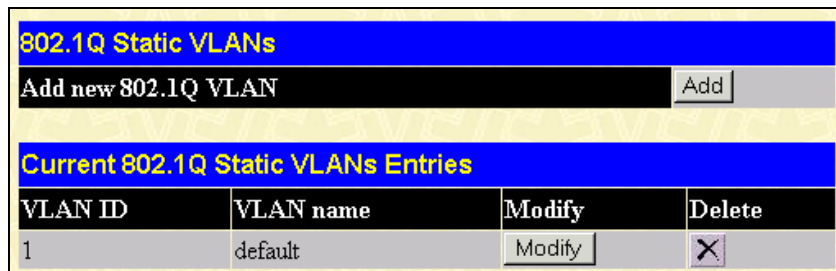 802.1Q Static VLANs
Add new 802.1Q VLAN Add
Current 802.1Q Static VLANs Entries
VLAN ID VLAN name Modify Delete
1 default Modify X